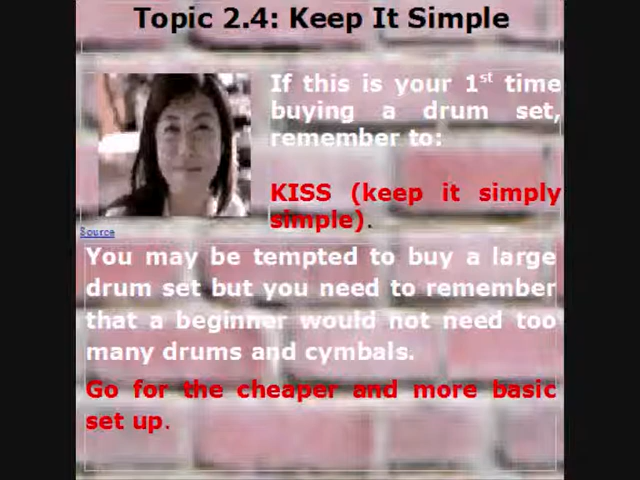 Topic 2.4: Keep It Simple
If this is your 1st time
buying a drum set,
remember to:
KISS (keep it simply
simple).
Source
You may be tempted to buy a large
drum set but you need to remember
that a beginner would not need too
many drums and cymbals.
Go for the cheaper and more basic
set up.